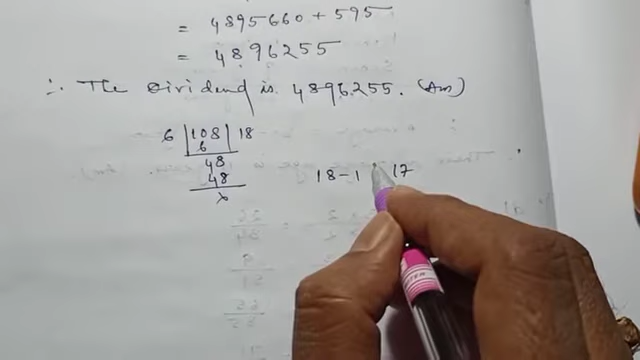 = 4895660 + 595
= 4896255
∴ The Dividend is 4896255. (Ans)
6 |108| 18
6
48
48
x
18 - 1 17